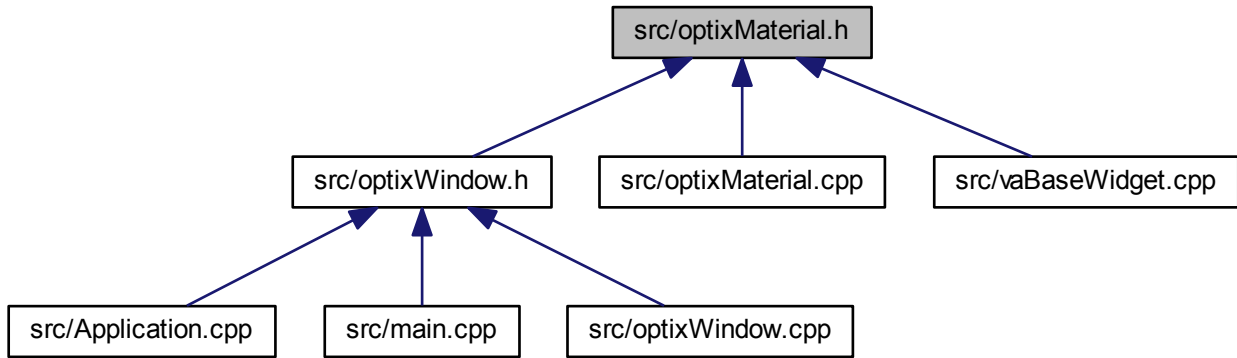 src/optixMaterial.h
src/optixWindow.h
src/optixMaterial.cpp
src/vaBaseWidget.cpp
src/Application.cpp
src/main.cpp
src/optixWindow.cpp